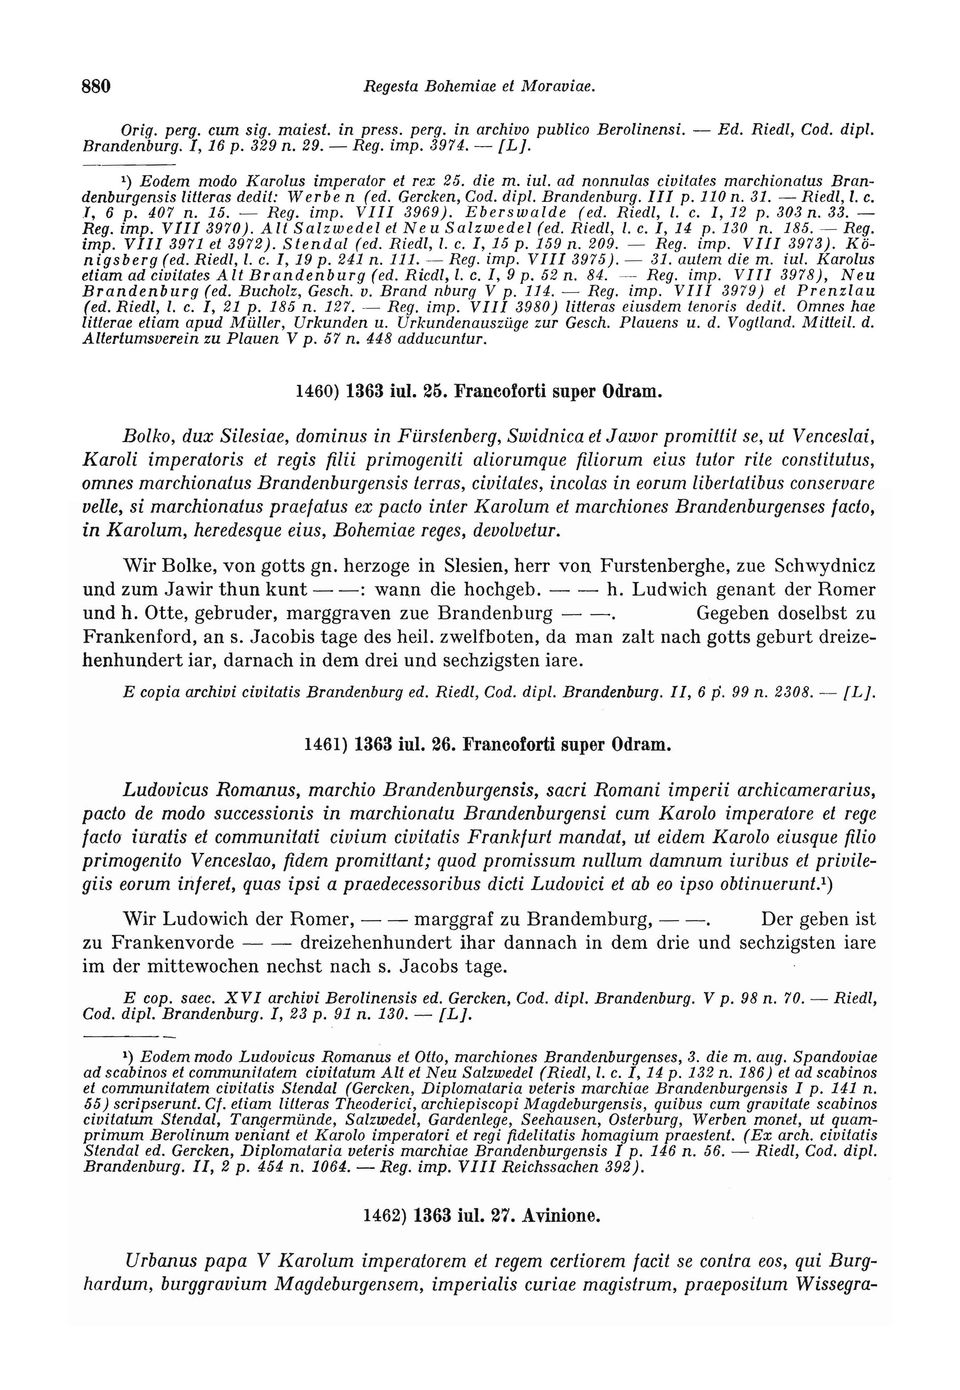 880 Regesta Bohemiae et Moraviae.
Orig. perg. cum sig. maiest. in press. perg. in archivo publico Berolinensi. — Ed. Riedl, Cod. dipl.
Brandenburg. I, 16 p. 329 n. 29. — Reg. imp. 3974. — [L].
¹) Eodem modo Karolus imperator et rex 25. die m. iul. ad nonnulas civitates marchionatus Bran-
denburgensis litteras dedit: Werben (ed. Gercken, Cod. dipl. Brandenburg. III p. 110 n. 31. — Riedl, l. c.
I, 6 p. 407 n. 15. — Reg. imp. VIII 3969). Eberswalde (ed. Riedl, l. c. I, 12 p. 303 n. 33. —
Reg. imp. VIII 3970). Alt Salzwedel et Neu Salzwedel (ed. Riedl, l. c. I, 14 p. 130 n. 185. — Reg.
imp. VIII 3971 et 3972). Stendal (ed. Riedl, l. c. I, 15 p. 159 n. 209. — Reg. imp. VIII 3973). Kö-
nigsberg (ed. Riedl, l. c. I, 19 p. 241 n. 111. — Reg. imp. VIII 3975). — 31. autem die m. iul. Karolus
etiam ad civitates Alt Brandenburg (ed. Riedl, l. c. I, 9 p. 52 n. 84. — Reg. imp. VIII 3978), Neu
Brandenburg (ed. Bucholz, Gesch. v. Brand nburg V p. 114. — Reg. imp. VIII 3979) et Prenzlau
(ed. Riedl, l. c. I, 21 p. 185 n. 127. — Reg. imp. VIII 3980) litteras eiusdem tenoris dedit. Omnes hae
litterae etiam apud Müller, Urkunden u. Urkundenauszüge zur Gesch. Plauens u. d. Vogtland. Mitteil. d.
Altertumsverein zu Plauen V p. 57 n. 448 adducuntur.
1460) 1363 iul. 25. Francoforti super Odram.
Bolko, dux Silesiae, dominus in Fürstenberg, Swidnica et Jawor promittit se, ut Venceslai,
Karoli imperatoris et regis filii primogeniti aliorumque filiorum eius tutor rite constitutus,
omnes marchionatus Brandenburgensis terras, civitates, incolas in eorum libertatibus conservare
velle, si marchionatus praefatus ex pacto inter Karolum et marchiones Brandenburgenses facto,
in Karolum, heredesque eius, Bohemiae reges, devolvetur.
Wir Bolke, von gotts gn. herzoge in Slesien, herr von Furstenberghe, zue Schwydnicz
und zum Jawir thun kunt — —: wann die hochgeb. — — h. Ludwich genant der Romer
und h. Otte, gebruder, marggraven zue Brandenburg — —. Gegeben doselbst zu
Frankenford, an s. Jacobis tage des heil. zwelfboten, da man zalt nach gotts geburt dreize-
henhundert iar, darnach in dem drei und sechzigsten iare.
E copia archivi civitatis Brandenburg ed. Riedl, Cod. dipl. Brandenburg. II, 6 p. 99 n. 2308. — [L].
1461) 1363 iul. 26. Francoforti super Odram.
Ludovicus Romanus, marchio Brandenburgensis, sacri Romani imperii archicamerarius,
pacto de modo successionis in marchionatu Brandenburgensi cum Karolo imperatore et rege
facto iuratis et communitati civium civitatis Frankfurt mandat, ut eidem Karolo eiusque filio
primogenito Venceslao, fidem promittant; quod promissum nullum damnum iuribus et privile-
giis eorum inferet, quas ipsi a praedecessoribus dicti Ludovici et ab eo ipso obtinuerunt.¹)
Wir Ludowich der Romer, — — marggraf zu Brandemburg, — —. Der geben ist
zu Frankenvorde — — dreizehenhundert ihar dannach in dem drie und sechzigsten iare
im der mittewochen nechst nach s. Jacobs tage.
E cop. saec. XVI archivi Berolinensis ed. Gercken, Cod. dipl. Brandenburg. V p. 98 n. 70. — Riedl,
Cod. dipl. Brandenburg. I, 23 p. 91 n. 130. — [L].
¹) Eodem modo Ludovicus Romanus et Otto, marchiones Brandenburgenses, 3. die m. aug. Spandoviae
ad scabinos et communitatem civitatum Alt et Neu Salzwedel (Riedl, l. c. I, 14 p. 132 n. 186) et ad scabinos
et communitatem civitatis Stendal (Gercken, Diplomataria veteris marchiae Brandenburgensis I p. 141 n.
55) scripserunt. Cf. etiam litteras Theoderici, archiepiscopi Magdeburgensis, quibus cum gravitate scabinos
civitatum Stendal, Tangermünde, Salzwedel, Gardenlege, Seehausen, Osterburg, Werben monet, ut quam-
primum Berolinum veniant et Karolo imperatori et regi fidelitatis homagium praestent. (Ex arch. civitatis
Stendal ed. Gercken, Diplomataria veteris marchiae Brandenburgensis I p. 146 n. 56. — Riedl, Cod. dipl.
Brandenburg. II, 2 p. 454 n. 1064. — Reg. imp. VIII Reichssachen 392).
1462) 1363 iul. 27. Avinione.
Urbanus papa V Karolum imperatorem et regem certiorem facit se contra eos, qui Burg-
hardum, burggravium Magdeburgensem, imperialis curiae magistrum, praepositum Wissegra-